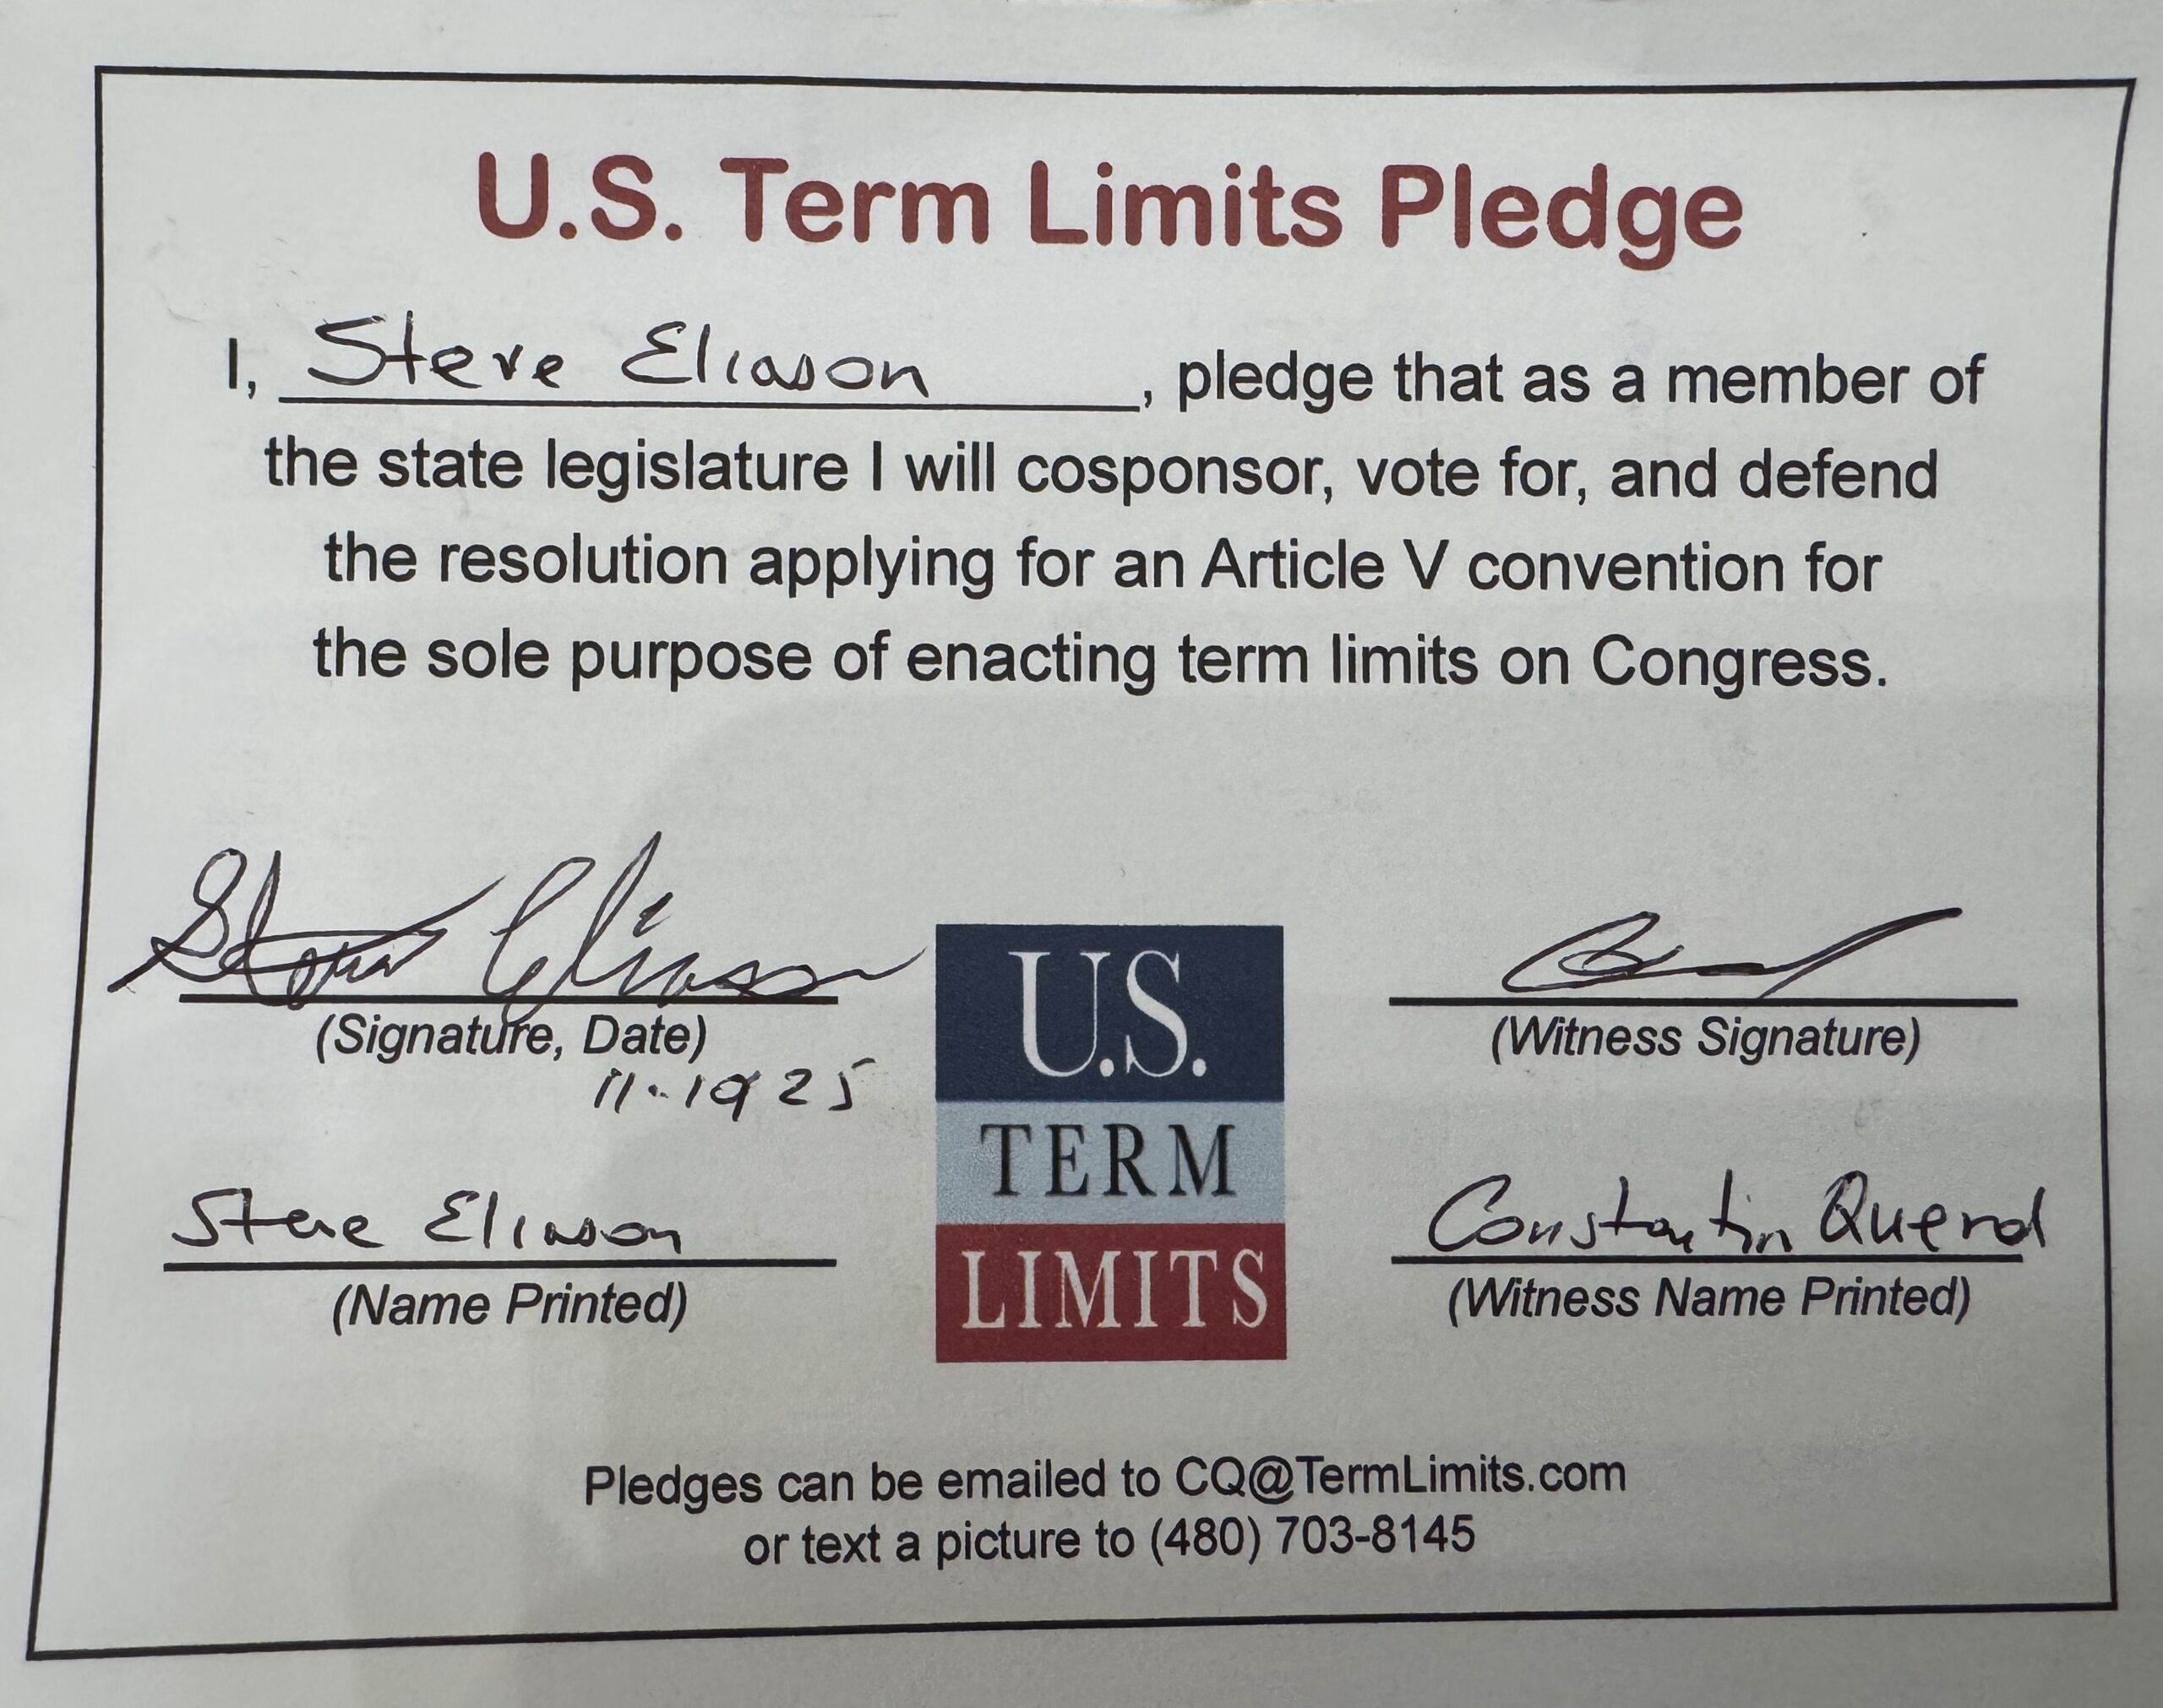 U.S. Term Limits Pledge
I, Steve Eliason, pledge that as a member of
the state legislature I will cosponsor, vote for, and defend
the resolution applying for an Article V convention for
the sole purpose of enacting term limits on Congress.
Steve Eliason
(Signature, Date)
11.19 25
(Witness Signature)
Steve Eliason
(Name Printed)
U.S.
TERM
LIMITS
Constantin Querard
(Witness Name Printed)
Pledges can be emailed to CQ@TermLimits.com
or text a picture to (480) 703-8145